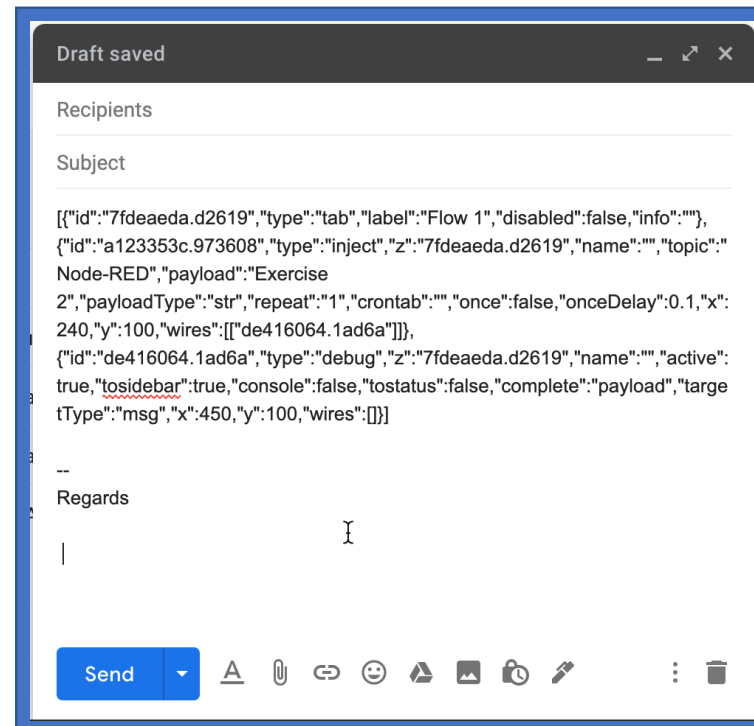 Draft saved
Recipients
Subject
[{"id":"7fdeaeda.d2619","type":"tab","label":"Flow 1","disabled":false,"info":""},
{"id":"a123353c.973608","type":"inject","z":"7fdeaeda.d2619","name":"","topic":"
Node-RED","payload":"Exercise
2","payloadType":"str","repeat":"1","crontab":"","once":false,"onceDelay":0.1,"x":
240,"y":100,"wires":[["de416064.1ad6a"]]},
{"id":"de416064.1ad6a","type":"debug","z":"7fdeaeda.d2619","name":"","active":
true,"tosidebar":true,"console":false,"tostatus":false,"complete":"payload","targe
tType":"msg","x":450,"y":100,"wires":[]}]
--
Regards
Send